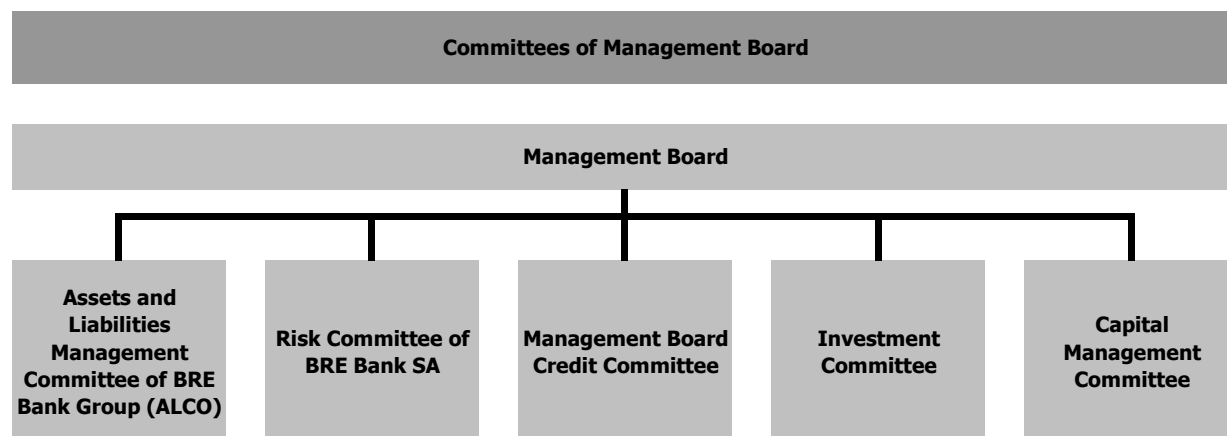 Committees of Management Board
Management Board
Assets and
Liabilities
Management
Committee of BRE
Bank Group (ALCO)
Risk Committee of
BRE Bank SA
Management Board
Credit Committee
Investment
Committee
Capital
Management
Committee